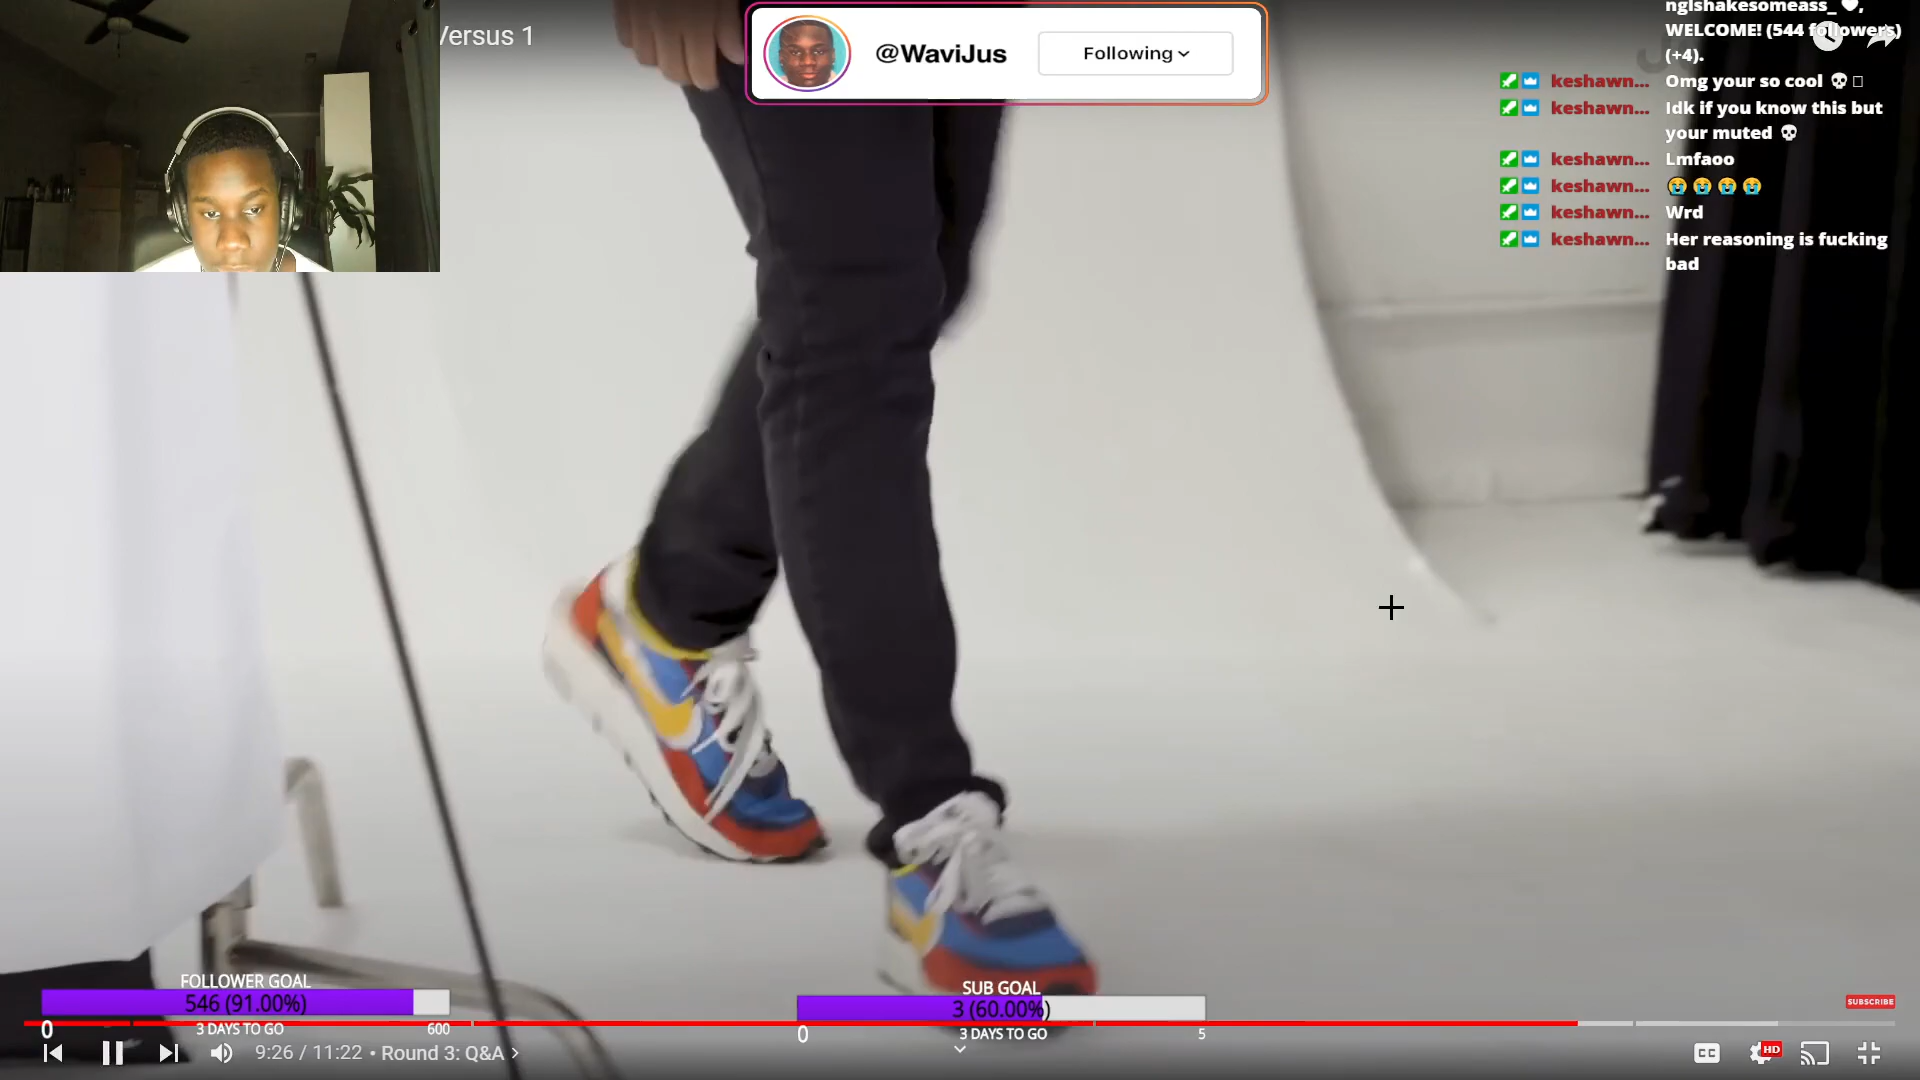 Versus 1
@WaviJus
Following
nglshakesomeass_🤍,
WELCOME! (544 followers)
(+4).
keshawn... Omg your so cool 💀
keshawn... Idk if you know this but
your muted 💀
keshawn... Lmfaoo
keshawn... 😭😭😭😭
keshawn... Wrd
keshawn... Her reasoning is fucking
bad
FOLLOWER GOAL
546 (91.00%)
0
3 DAYS TO GO
600
SUB GOAL
3 (60.00%)
0
3 DAYS TO GO
5
SUBSCRIBE
9:26 / 11:22 • Round 3: Q&A
CC
HD